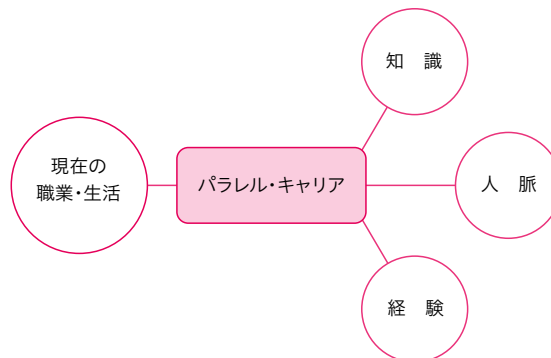 知　識
現在の
職業・生活
パラレル・キャリア
人　脈
経　験